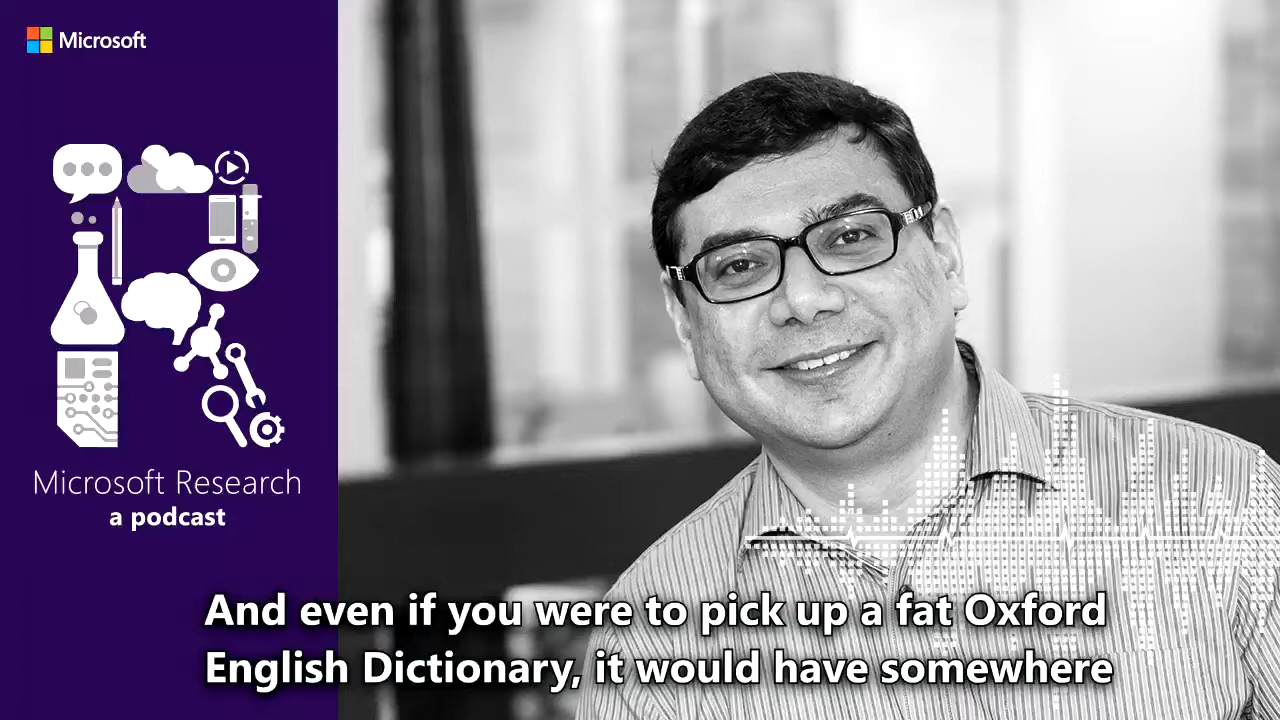 Microsoft
Microsoft Research
a podcast
And even if you were to pick up a fat Oxford
English Dictionary, it would have somewhere